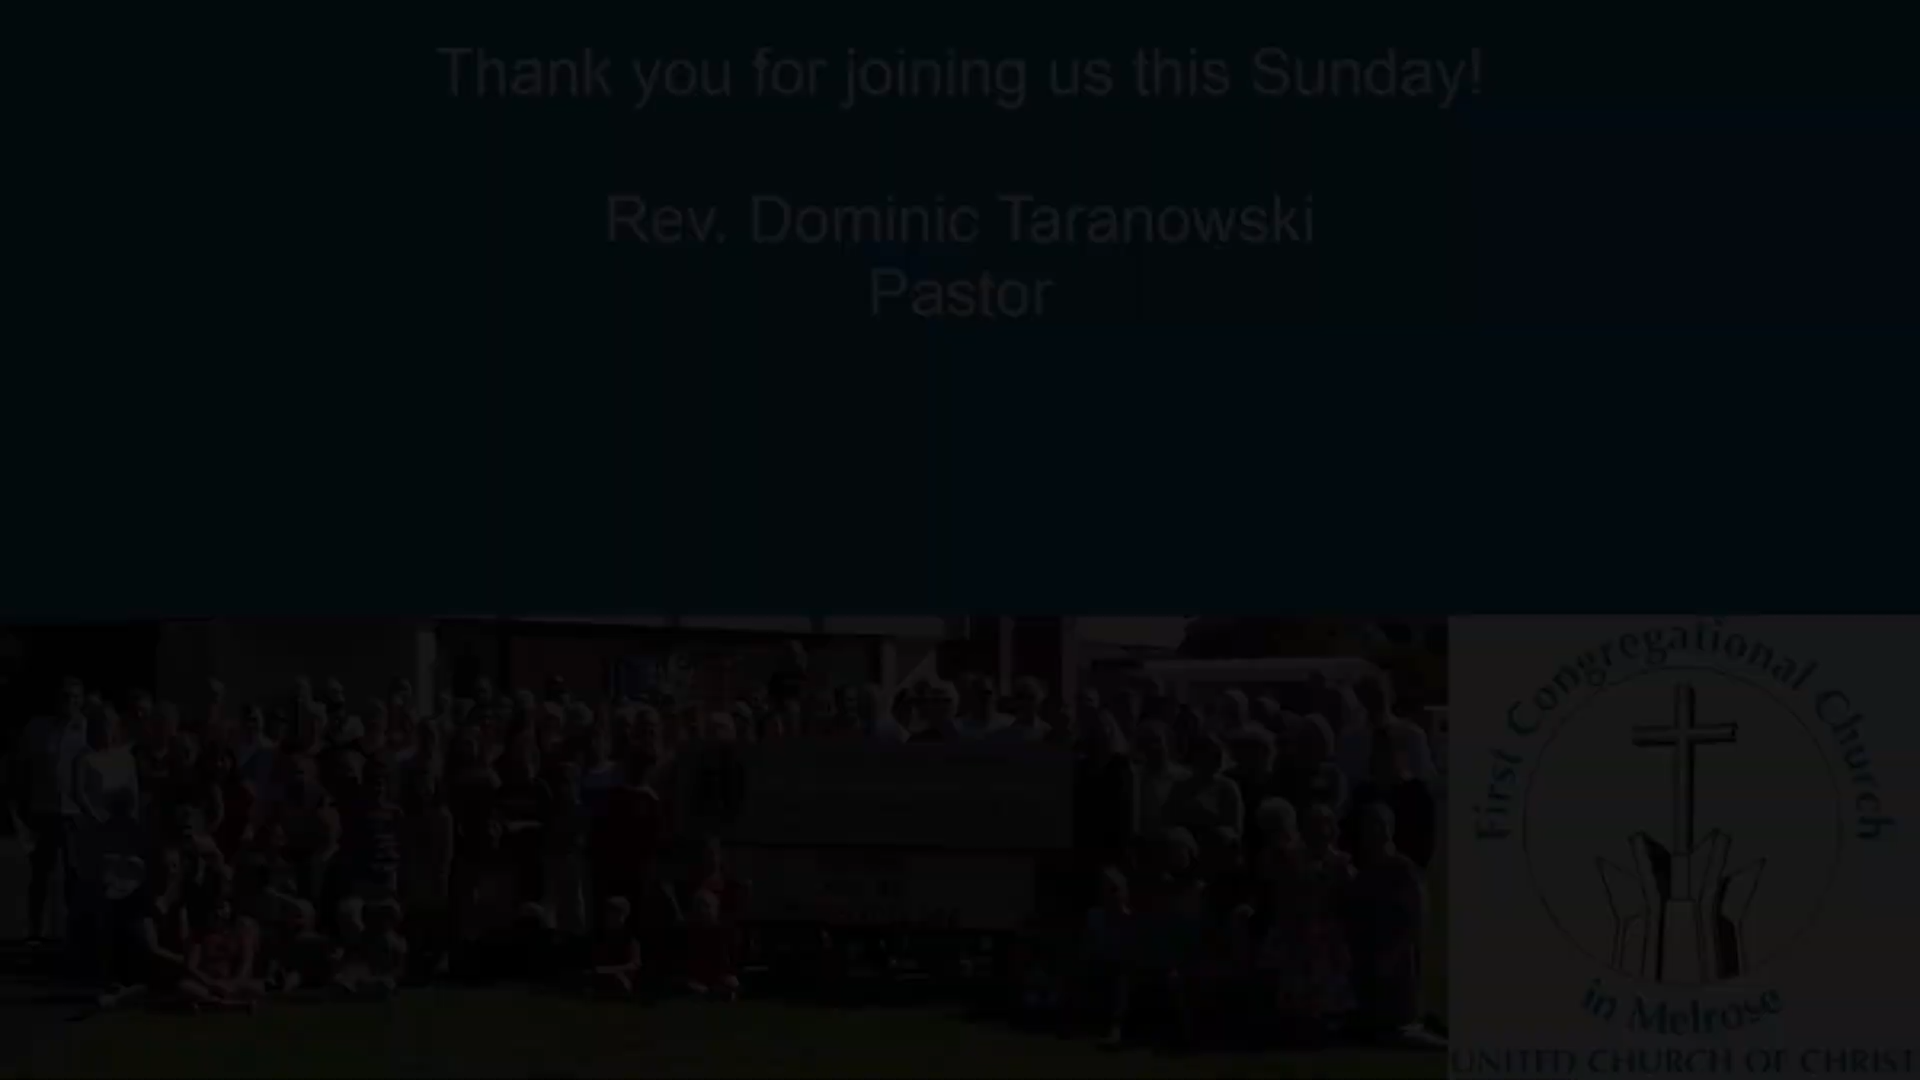 Thank you for joining us this Sunday!
Rev. Dominic Taranowski
Pastor
First Congregational Church
in Melrose
UNITED CHURCH OF CHRIST